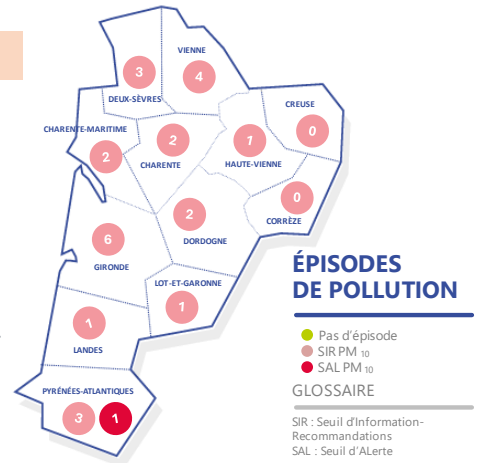 VIENNE
3
4
DEUX-SÈVRES
CREUSE
0
CHARENTE-MARITIME
2
2
1
CHARENTE
HAUTE-VIENNE
0
2
CORRÈZE
6
DORDOGNE
GIRONDE
LOT-ET-GARONNE
1
1
LANDES
PYRÉNÉES-ATLANTIQUES
3
1
ÉPISODES
DE POLLUTION
Pas d'épisode
SIR PM 10
SAL PM 10
GLOSSAIRE
SIR : Seuil d'Information-
Recommandations
SAL : Seuil d'ALerte